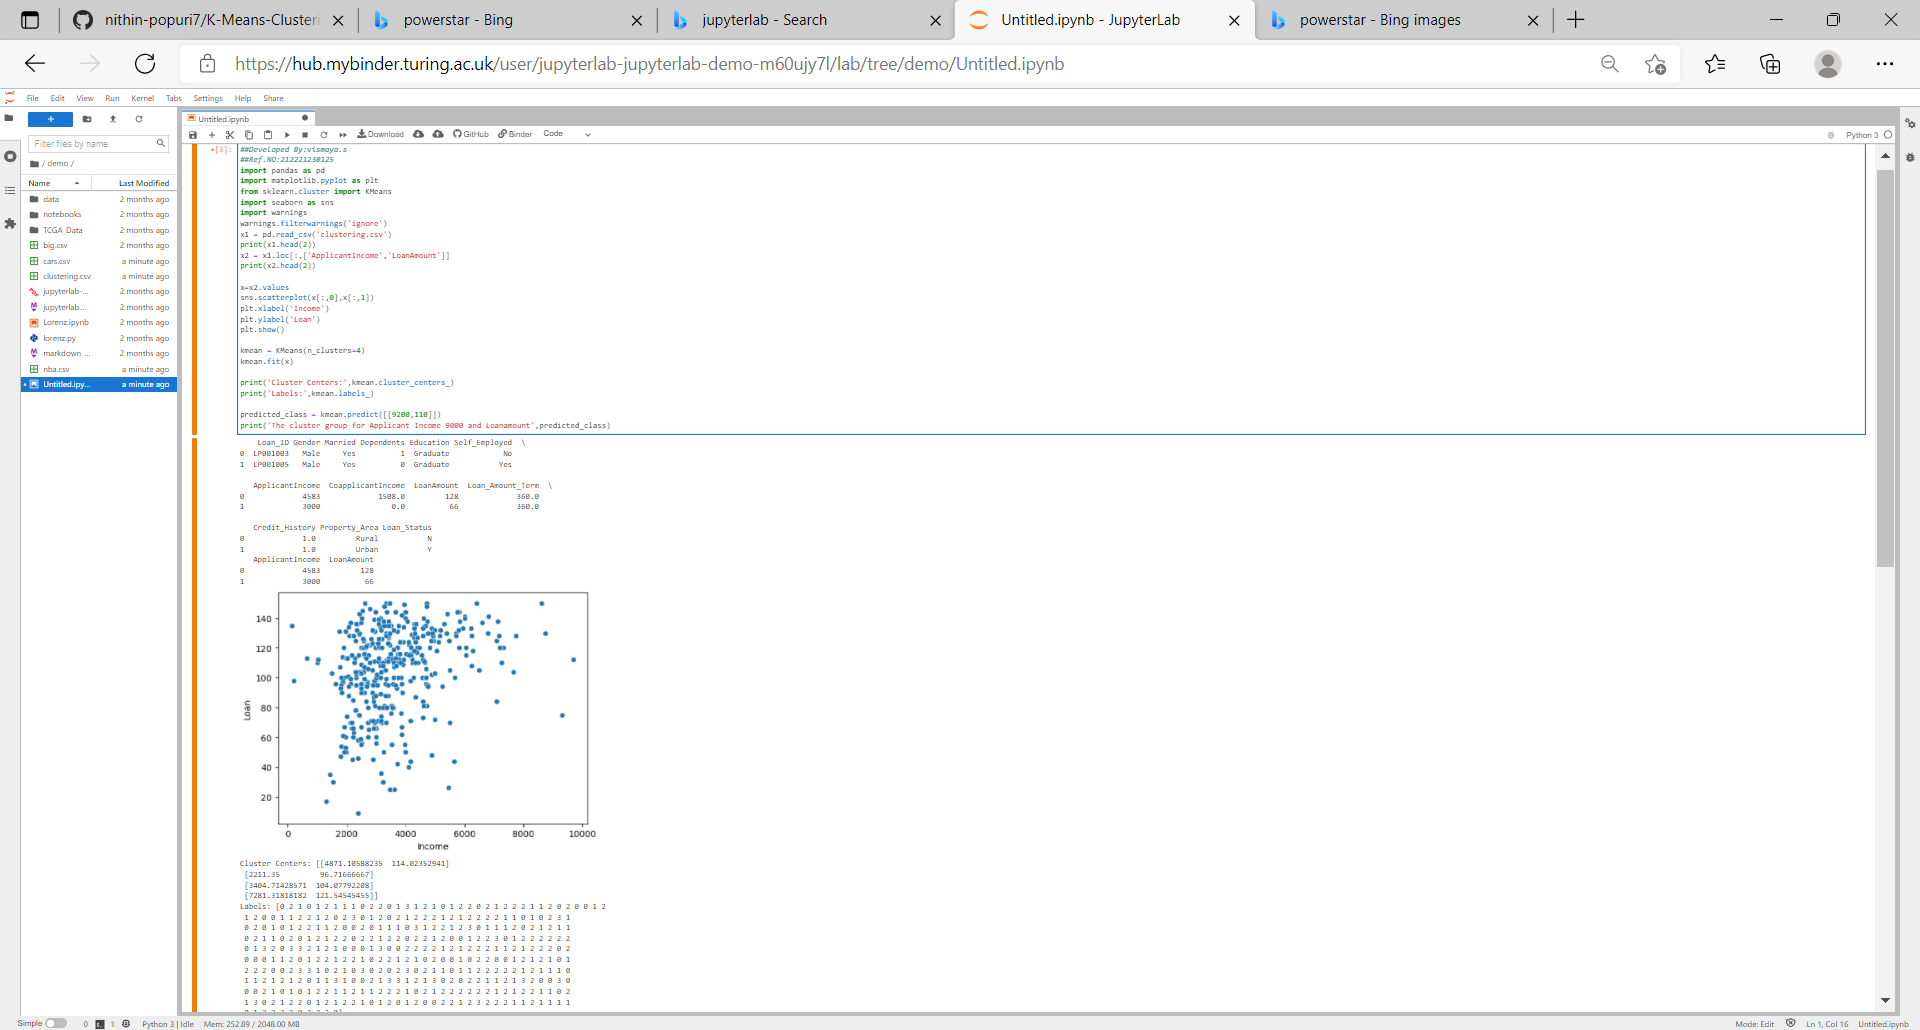 nithin-popuri7/K-Means-Clusteri
powerstar - Bing
jupyterlab - Search
Untitled.ipynb - JupyterLab
powerstar - Bing images
https://hub.mybinder.turing.ac.uk/user/jupyterlab-jupyterlab-demo-m60ujy7l/lab/tree/demo/Untitled.ipynb
File Edit View Run Kernel Tabs Settings Help Share
Untitled.ipynb
Download GitHub Binder Code
Python 3
Filter files by name
/ demo /
Name Last Modified
data 2 months ago
notebooks 2 months ago
TCGA_Data 2 months ago
big.csv 2 months ago
cars.csv a minute ago
clustering.csv a minute ago
jupyterlab-... 2 months ago
jupyterlab.... 2 months ago
Lorenz.ipynb 2 months ago
lorenz.py 2 months ago
markdown_... 2 months ago
nba.csv a minute ago
Untitled.ipy... a minute ago
[3]:
##Developed By:vismaya.s
##Ref.NO:212221230125
import pandas as pd
import matplotlib.pyplot as plt
from sklearn.cluster import KMeans
import seaborn as sns
import warnings
warnings.filterwarnings('ignore')
x1 = pd.read_csv('clustering.csv')
print(x1.head(2))
x2 = x1.loc[:,['ApplicantIncome','LoanAmount']]
print(x2.head(2))
x=x2.values
sns.scatterplot(x[:,0],x[:,1])
plt.xlabel('Income')
plt.ylabel('Loan')
plt.show()
kmean = KMeans(n_clusters=4)
kmean.fit(x)
print('Cluster Centers:',kmean.cluster_centers_)
print('Labels:',kmean.labels_)
predicted_class = kmean.predict([[9200,110]])
print('The cluster group for Applicant Income 9000 and Loanamount',predicted_class)
Loan_ID Gender Married Dependents Education Self_Employed \
0 LP001003 Male Yes 1 Graduate No
1 LP001005 Male Yes 0 Graduate Yes
ApplicantIncome CoapplicantIncome LoanAmount Loan_Amount_Term \
0 4583 1508.0 128 360.0
1 3000 0.0 66 360.0
Credit_History Property_Area Loan_Status
0 1.0 Rural N
1 1.0 Urban Y
ApplicantIncome LoanAmount
0 4583 128
1 3000 66
140
120
100
80
60
40
20
Loan
0 2000 4000 6000 8000 10000
Income
Cluster Centers: [[4871.10588235 114.02352941]
[2211.35 96.71666667]
[3404.71428571 104.07792208]
[7281.31818182 121.54545455]]
Labels: [0 2 1 0 1 2 1 1 1 0 2 2 0 1 3 1 2 1 0 1 2 2 0 2 1 2 2 2 1 1 2 0 2 0 0 1 2
Simple 0 1 Python 3 | Idle Mem: 252.89 / 2048.00 MB
Mode: Edit Ln 1, Col 16 Untitled.ipynb